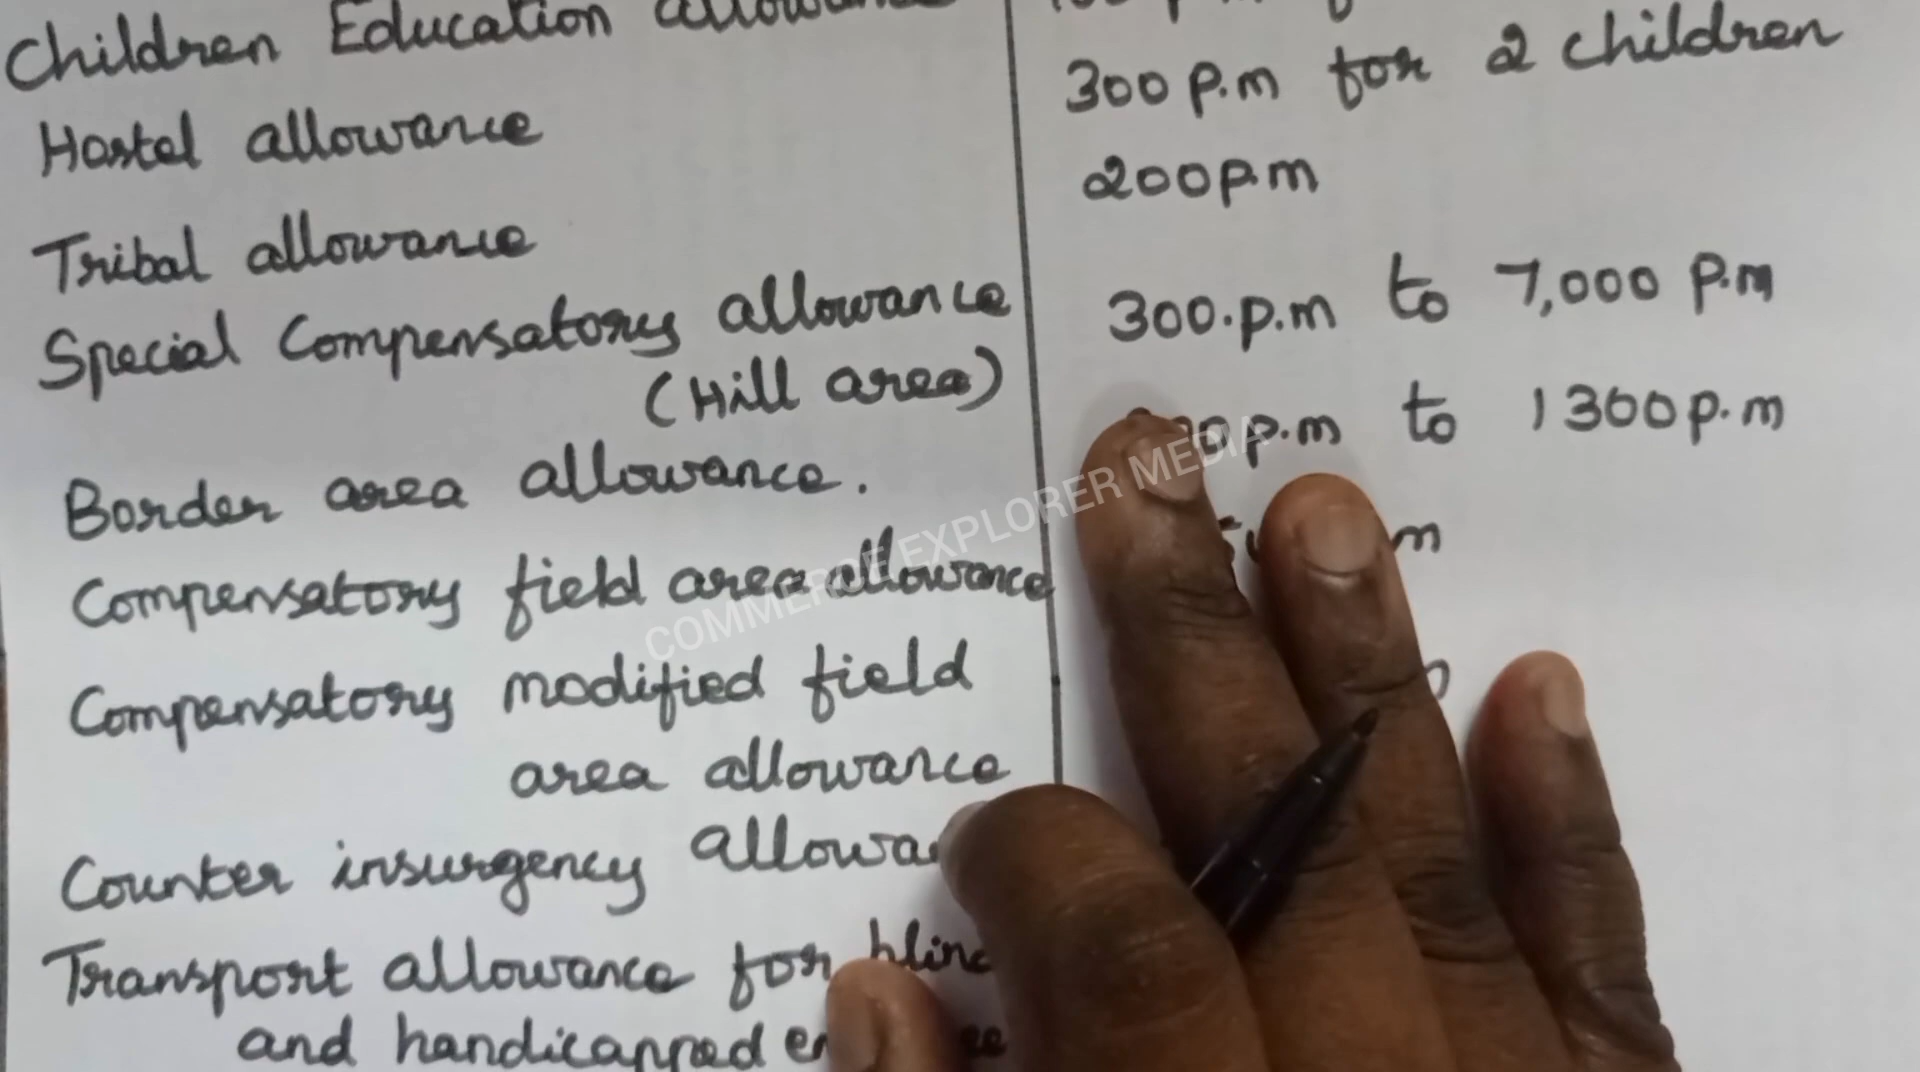 Children Education
300 P.m for 2 children
Hostel allowance
200 P.m
Tribal allowance
300.P.m to 7,000 P.m
Special Compensatory allowance
(Hill area)
P.m to 1300 P.m
Border area allowance.
m
Compensatory field area allowance
Compensatory modified field
area allowance
Counter insurgency
Transport allowance for
and handicapped
COMMERCE EXPLORER MEDIA